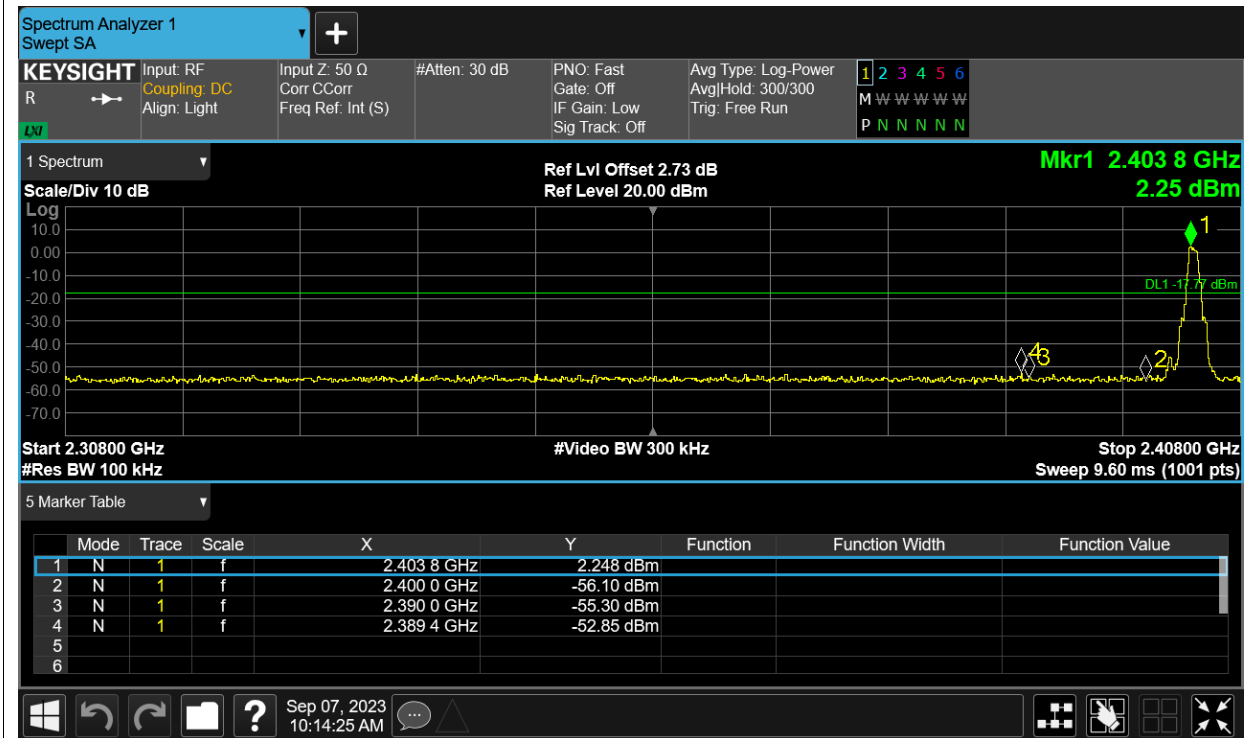 Spectrum Analyzer 1
Swept SA
KEYSIGHT Input: RF Input Z: 50 Ω #Atten: 30 dB PNO: Fast Avg Type: Log-Power 1 2 3 4 5 6
R Coupling: DC Corr CCorr Gate: Off Avg|Hold: 300/300 M W W W W W
Align: Light Freq Ref: Int (S) IF Gain: Low Trig: Free Run
LXI Sig Track: Off P N N N N N N
1 Spectrum Ref Lvl Offset 2.73 dB Mkr1 2.403 8 GHz
Scale/Div 10 dB Ref Level 20.00 dBm 2.25 dBm
Log
10.0 1
0.00
-10.0
DL1 -17.77 dBm
-20.0
-30.0
-40.0
4 3 2
-50.0
-60.0
-70.0
Start 2.30800 GHz #Video BW 300 kHz Stop 2.40800 GHz
#Res BW 100 kHz Sweep 9.60 ms (1001 pts)
5 Marker Table
Mode Trace Scale X Y Function Function Width Function Value
1 N 1 f 2.403 8 GHz 2.248 dBm
2 N 1 f 2.400 0 GHz -56.10 dBm
3 N 1 f 2.390 0 GHz -55.30 dBm
4 N 1 f 2.389 4 GHz -52.85 dBm
5
6
? Sep 07, 2023
10:14:25 AM